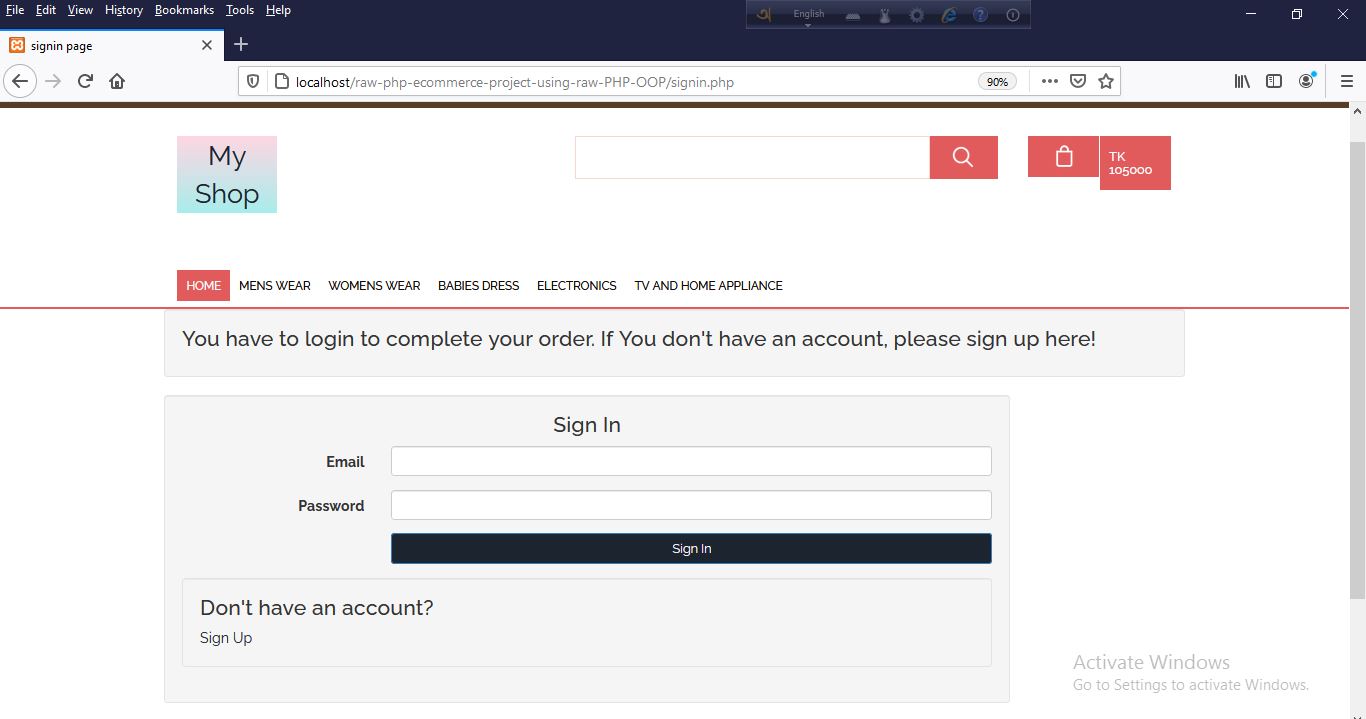 File Edit View History Bookmarks Tools Help
অ English
signin page
localhost/raw-php-ecommerce-project-using-raw-PHP-OOP/signin.php 90%
My
Shop
TK
105000
HOME MENS WEAR WOMENS WEAR BABIES DRESS ELECTRONICS TV AND HOME APPLIANCE
You have to login to complete your order. If You don't have an account, please sign up here!
Sign In
Email
Password
Sign In
Don't have an account?
Sign Up
Activate Windows
Go to Settings to activate Windows.